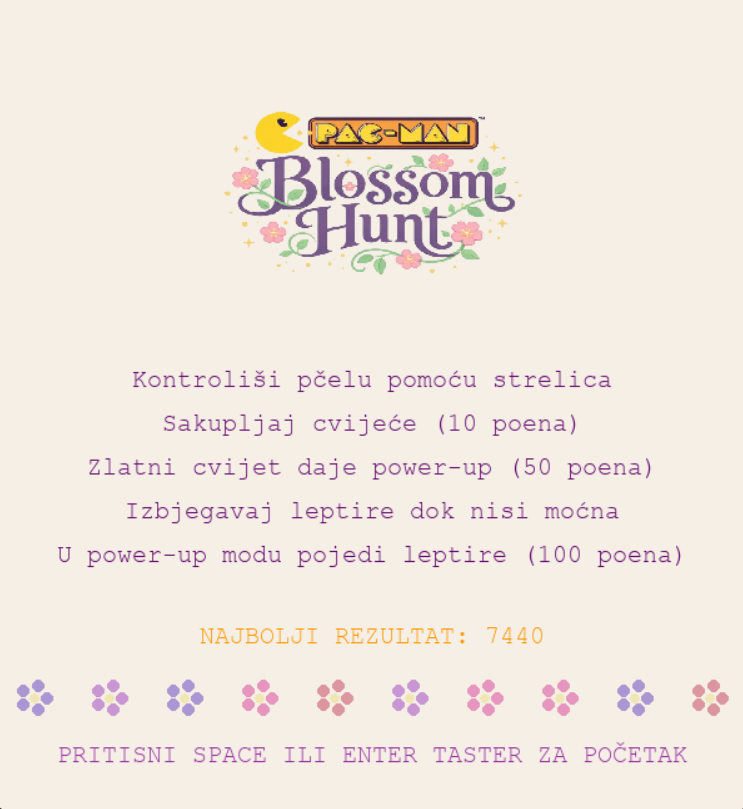 PAC-MAN™
Blossom
Hunt
Kontroliši pčelu pomoću strelica
Sakupljaj cvijeće (10 poena)
Zlatni cvijet daje power-up (50 poena)
Izbjegavaj leptire dok nisi moćna
U power-up modu pojedi leptire (100 poena)
NAJBOLJI REZULTAT: 7440
PRITISNI SPACE ILI ENTER TASTER ZA POČETAK